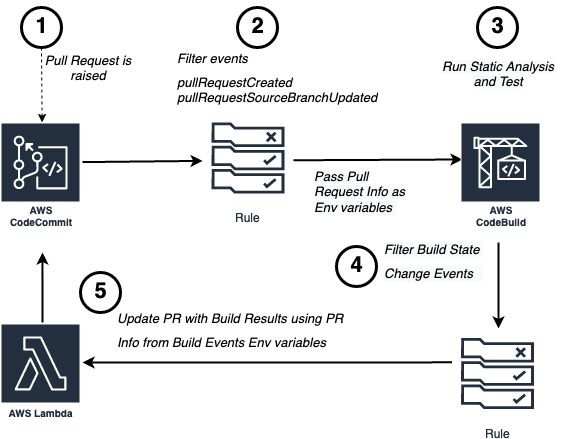 1
Pull Request is
raised
2
Filter events
pullRequestCreated
pullRequestSourceBranchUpdated
3
Run Static Analysis
and Test
AWS
CodeCommit
Rule
Pass Pull
Request Info as
Env variables
AWS
CodeBuild
4
Filter Build State
Change Events
5
Update PR with Build Results using PR
Info from Build Events Env variables
AWS Lambda
Rule